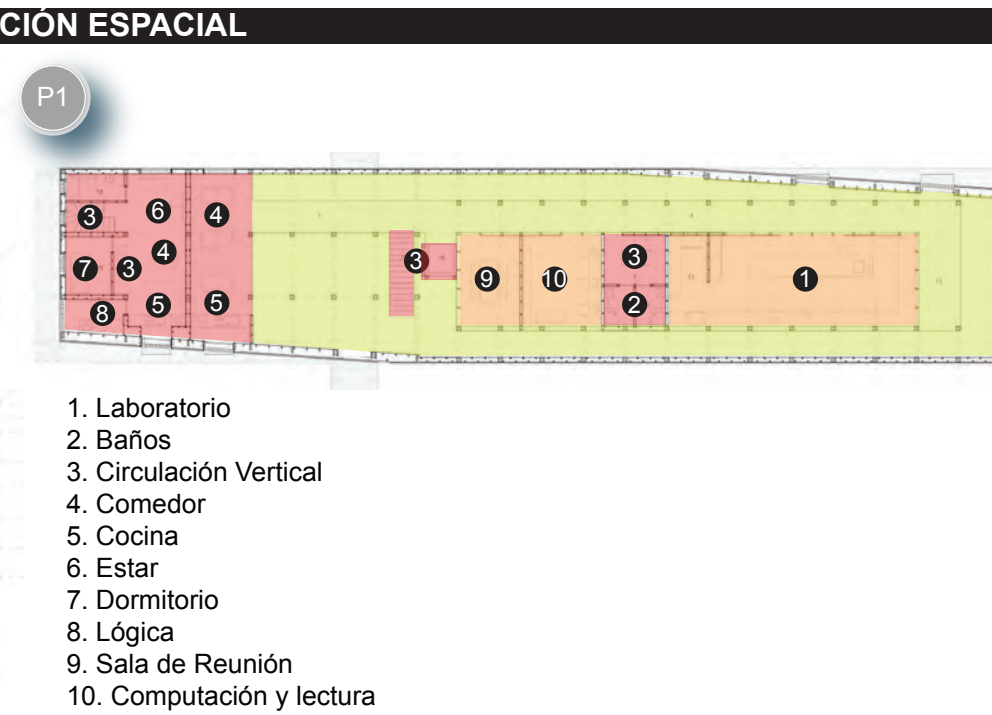 CIÓN ESPACIAL
P1
3
6
4
7
3
4
5
5
8
3
9
10
3
2
1
1. Laboratorio
2. Baños
3. Circulación Vertical
4. Comedor
5. Cocina
6. Estar
7. Dormitorio
8. Lógica
9. Sala de Reunión
10. Computación y lectura